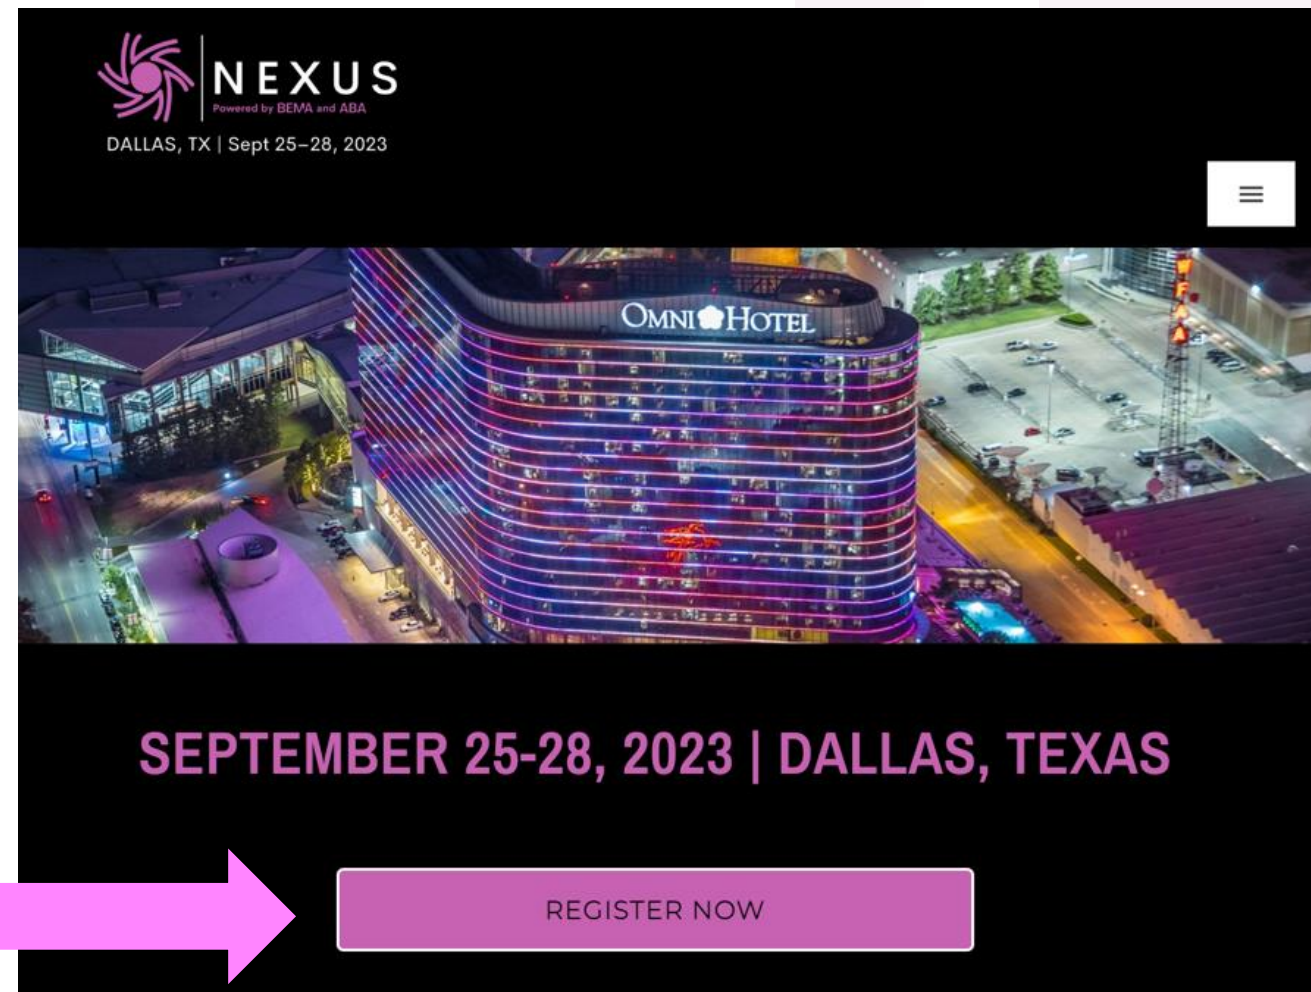 NEXUS
Powered by BEMA and ABA
DALLAS, TX | Sept 25–28, 2023
OMNI HOTEL
WFAA
SEPTEMBER 25-28, 2023 | DALLAS, TEXAS
REGISTER NOW